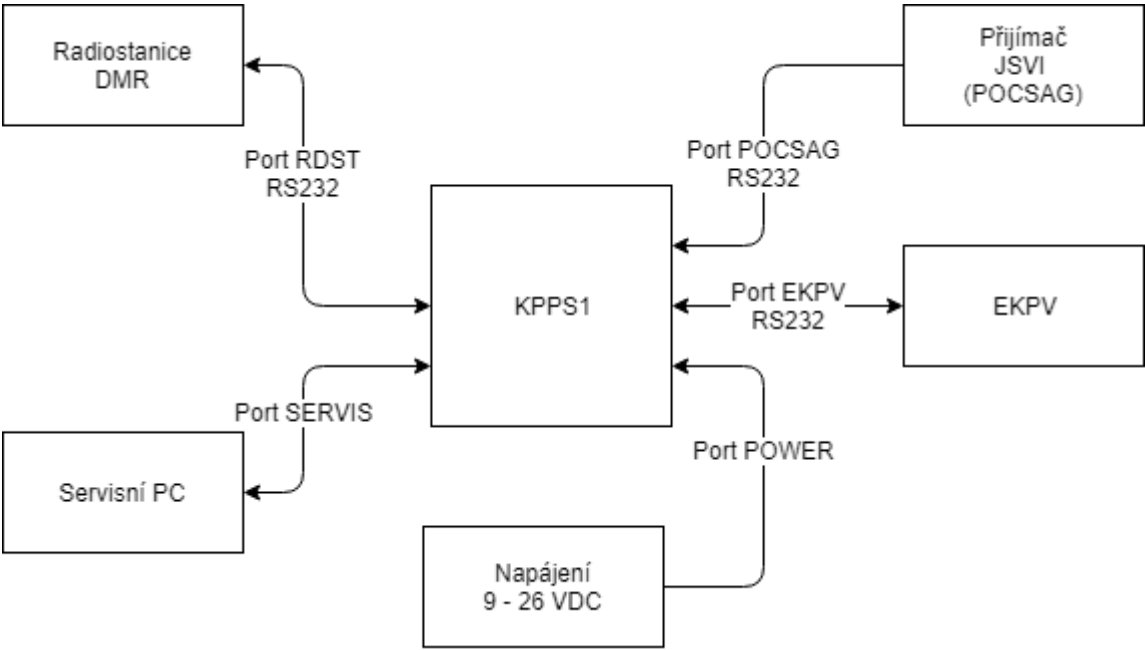 Radiostanice
DMR
Přijímač
JSVI
(POCSAG)
Port RDST
RS232
Port POCSAG
RS232
KPPS1
Port EKPV
RS232
EKPV
Port SERVIS
Port POWER
Servisní PC
Napájení
9 - 26 VDC